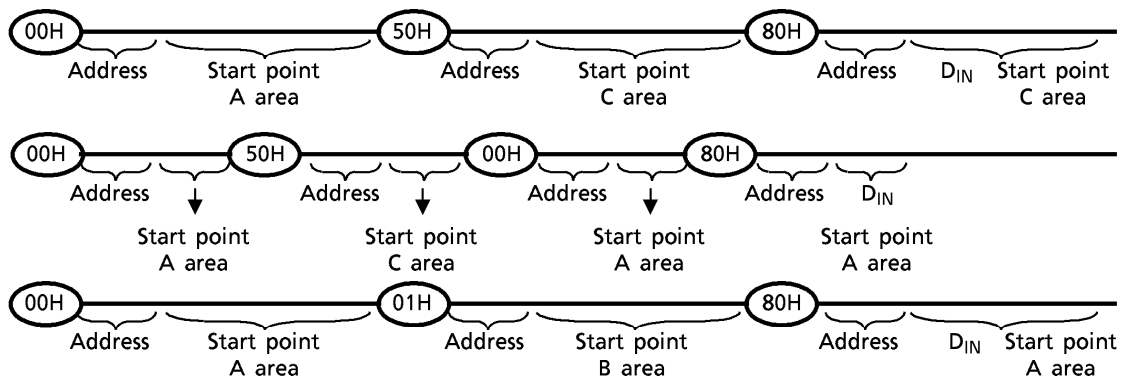 00H 50H 80H
Address Start point Address Start point Address DIN Start point
A area C area C area
00H 50H 00H 80H
Address Address Address Address DIN
Start point Start point Start point Start point
A area C area A area A area
00H 01H 80H
Address Start point Address Start point Address DIN Start point
A area B area A area